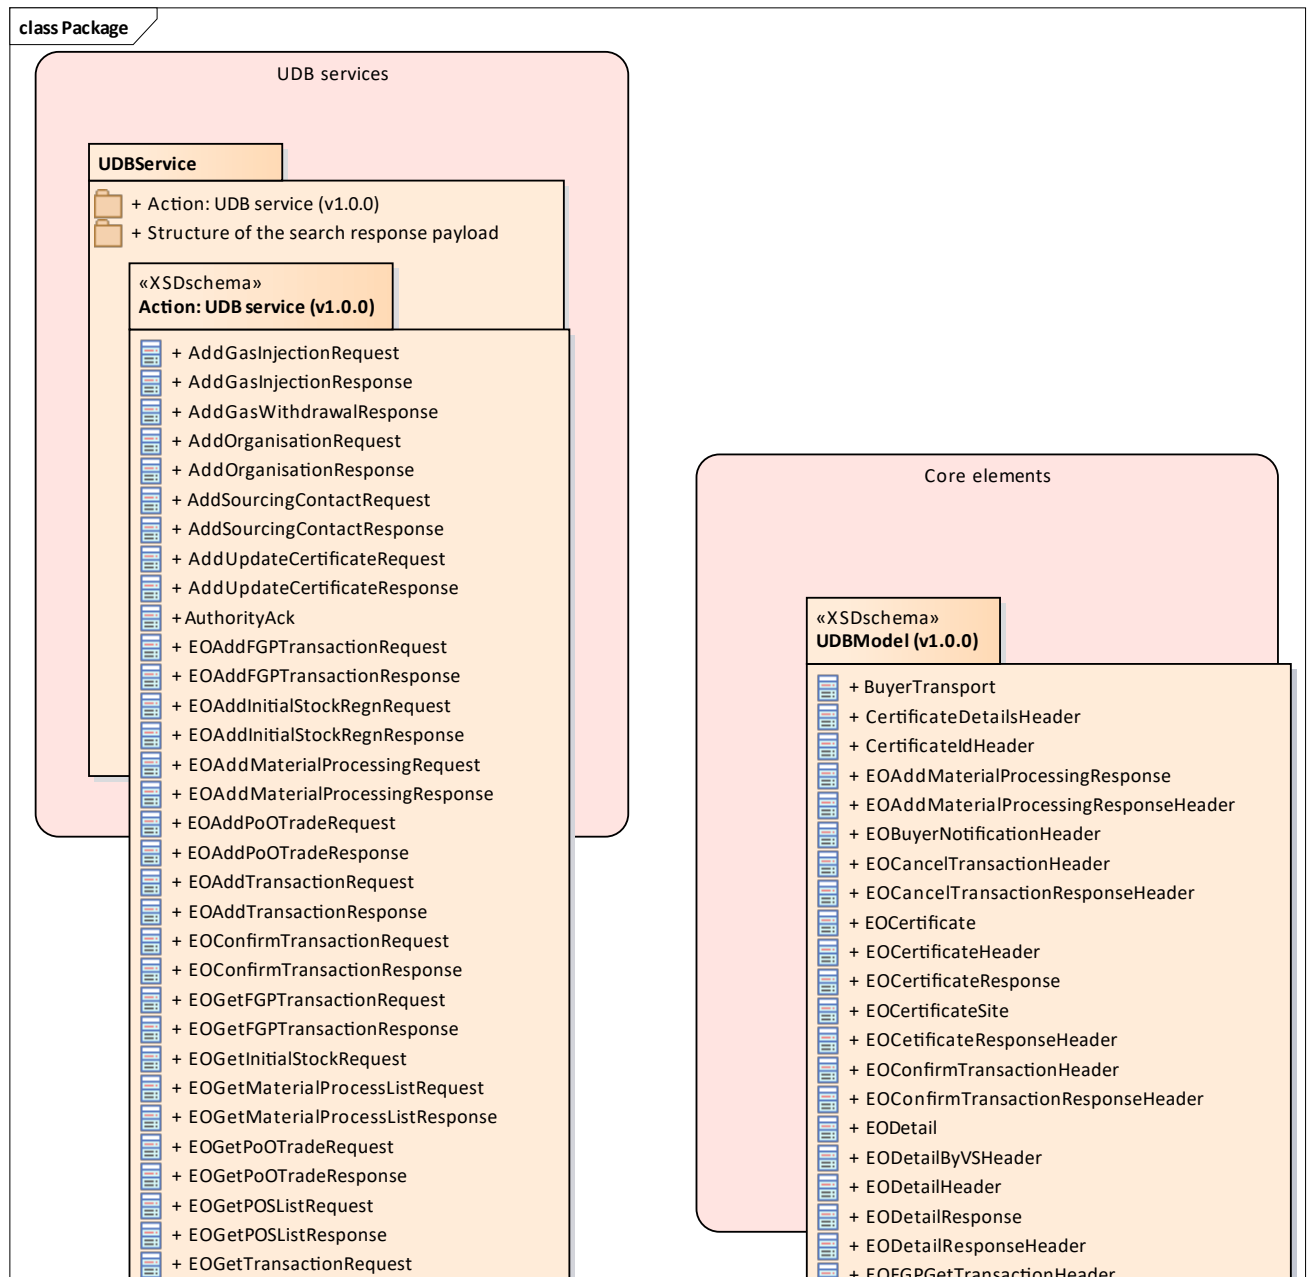 class Package
UDB services
UDBService
+ Action: UDB service (v1.0.0)
+ Structure of the search response payload
«XSDschema»
Action: UDB service (v1.0.0)
+ AddGasInjectionRequest
+ AddGasInjectionResponse
+ AddGasWithdrawalResponse
+ AddOrganisationRequest
+ AddOrganisationResponse
+ AddSourcingContactRequest
+ AddSourcingContactResponse
+ AddUpdateCertificateRequest
+ AddUpdateCertificateResponse
+ AuthorityAck
+ EOAddFGPTransactionRequest
+ EOAddFGPTransactionResponse
+ EOAddInitialStockRegnRequest
+ EOAddInitialStockRegnResponse
+ EOAddMaterialProcessingRequest
+ EOAddMaterialProcessingResponse
+ EOAddPoOTradeRequest
+ EOAddPoOTradeResponse
+ EOAddTransactionRequest
+ EOAddTransactionResponse
+ EOConfirmTransactionRequest
+ EOConfirmTransactionResponse
+ EOGetFGPTransactionRequest
+ EOGetFGPTransactionResponse
+ EOGetInitialStockRequest
+ EOGetMaterialProcessListRequest
+ EOGetMaterialProcessListResponse
+ EOGetPoOTradeRequest
+ EOGetPoOTradeResponse
+ EOGetPOSListRequest
+ EOGetPOSListResponse
+ EOGetTransactionRequest
Core elements
«XSDschema»
UDBModel (v1.0.0)
+ BuyerTransport
+ CertificateDetailsHeader
+ CertificateIdHeader
+ EOAddMaterialProcessingResponse
+ EOAddMaterialProcessingResponseHeader
+ EOBuyerNotificationHeader
+ EOCancelTransactionHeader
+ EOCancelTransactionResponseHeader
+ EOCertificate
+ EOCertificateHeader
+ EOCertificateResponse
+ EOCertificateSite
+ EOCetificateResponseHeader
+ EOConfirmTransactionHeader
+ EOConfirmTransactionResponseHeader
+ EODetail
+ EODetailByVSHeader
+ EODetailHeader
+ EODetailResponse
+ EODetailResponseHeader
+ EOFGPGetTransactionHeader